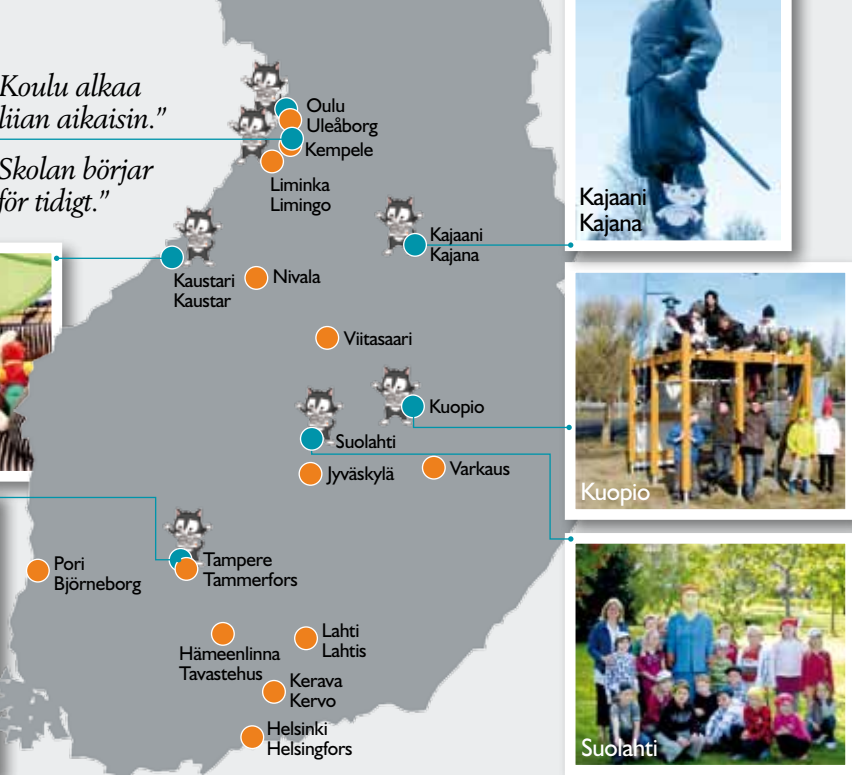 Koulu alkaa
liian aikaisin.”
Skolan börjar
för tidigt.”
Oulu
Uleåborg
Kempele
Liminka
Limingo
Kajaani
Kajana
Kaustari
Kaustar
Nivala
Viitasaari
Kuopio
Suolahti
Jyväskylä
Varkaus
Tampere
Tammerfors
Pori
Björneborg
Hämeenlinna
Tavastehus
Lahti
Lahtis
Kerava
Kervo
Helsinki
Helsingfors
Kajaani
Kajana
Kuopio
Suolahti